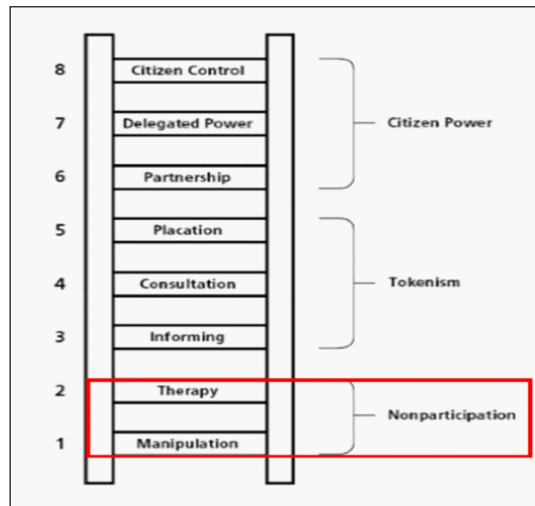 8 Citizen Control
7 Delegated Power
Citizen Power
6 Partnership
5 Placation
4 Consultation
Tokenism
3 Informing
2 Therapy
Nonparticipation
1 Manipulation